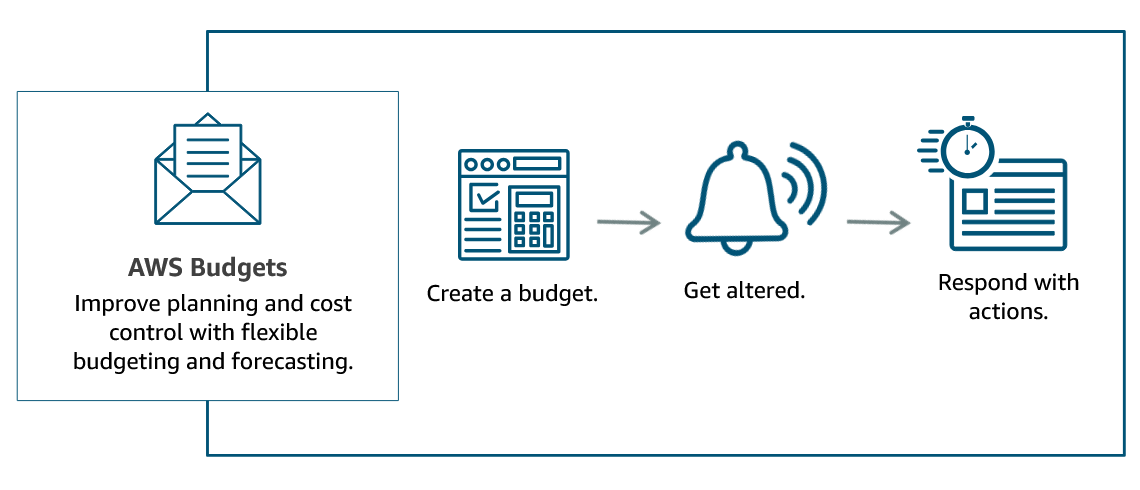 AWS Budgets
Improve planning and cost
control with flexible
budgeting and forecasting.
Create a budget.
Get altered.
Respond with
actions.